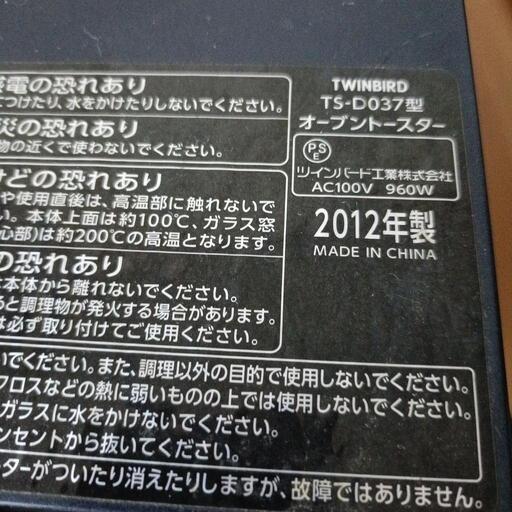 電の恐れあり
つけたり、水をかけたりしないでください。
災の恐れあり
物の近くで使わないでください。
けどの恐れあり
や使用直後は、高温部に触れないで
い。本体上面は約100℃、ガラス窓
心部)は約200℃の高温となります。
の恐れあり
は本体から離れないでください。
ると調理物が発火する場合があります。
は必ず取り付けてご使用ください。
いでください。また、調理以外の目的で使用しないでください。
フロスなどの熱に弱いものの上では使用しないでください。
ガラスに水をかけないでください。
ンセントから抜いてください。
ーターがついたり消えたりしますが、故障ではありません。
TWINBIRD
TS-D037型
オーブントースター
PSE
ツインバード工業株式会社
AC100V 960W
2012年製
MADE IN CHINA